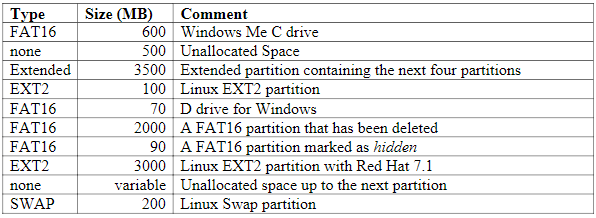 Type Size (MB) Comment
FAT16 600 Windows Me C drive
none 500 Unallocated Space
Extended 3500 Extended partition containing the next four partitions
EXT2 100 Linux EXT2 partition
FAT16 70 D drive for Windows
FAT16 2000 A FAT16 partition that has been deleted
FAT16 90 A FAT16 partition marked as hidden
EXT2 3000 Linux EXT2 partition with Red Hat 7.1
none variable Unallocated space up to the next partition
SWAP 200 Linux Swap partition